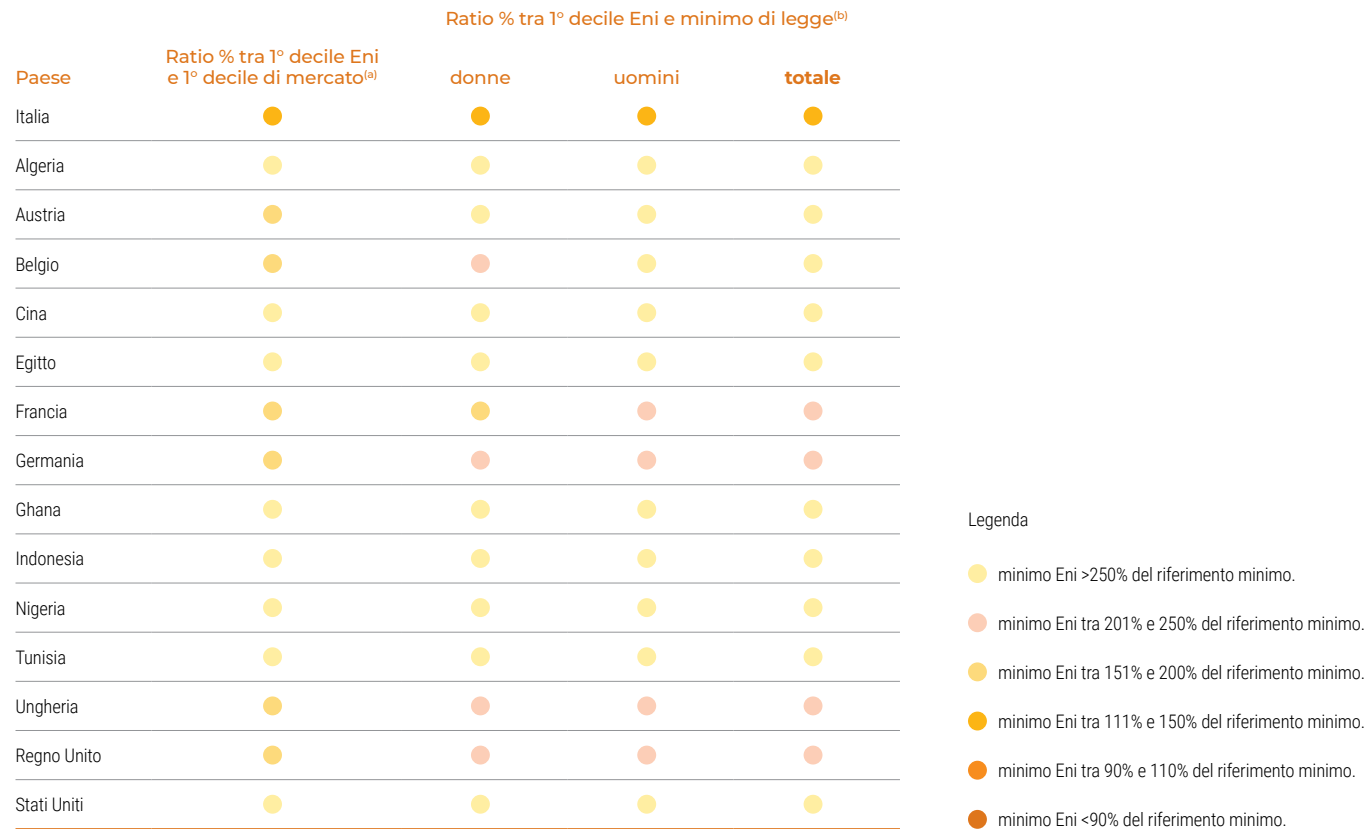 Ratio % tra 1° decile Eni e minimo di legge(b)
Paese
Ratio % tra 1° decile Eni
e 1° decile di mercato(a)
donne
uomini
totale
Italia
Algeria
Austria
Belgio
Cina
Egitto
Francia
Germania
Ghana
Indonesia
Nigeria
Tunisia
Ungheria
Regno Unito
Stati Uniti
Legenda
minimo Eni >250% del riferimento minimo.
minimo Eni tra 201% e 250% del riferimento minimo.
minimo Eni tra 151% e 200% del riferimento minimo.
minimo Eni tra 111% e 150% del riferimento minimo.
minimo Eni tra 90% e 110% del riferimento minimo.
minimo Eni <90% del riferimento minimo.